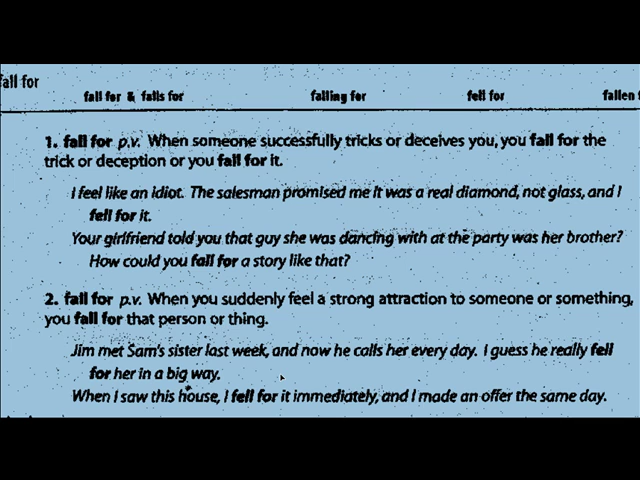 fall for
fall for & falls for falling for fell for fallen
1. fall for p.v. When someone successfully tricks or deceives you, you fall for the
trick or deception or you fall for it.
I feel like an idiot. The salesman promised me it was a real diamond, not glass, and I
fell for it.
Your girlfriend told you that guy she was dancing with at the party was her brother?
How could you fall for a story like that?
2. fall for p.v. When you suddenly feel a strong attraction to someone or something,
you fall for that person or thing.
Jim met Sam's sister last week, and now he calls her every day. I guess he really fell
for her in a big way.
When I saw this house, I fell for it immediately, and I made an offer the same day.